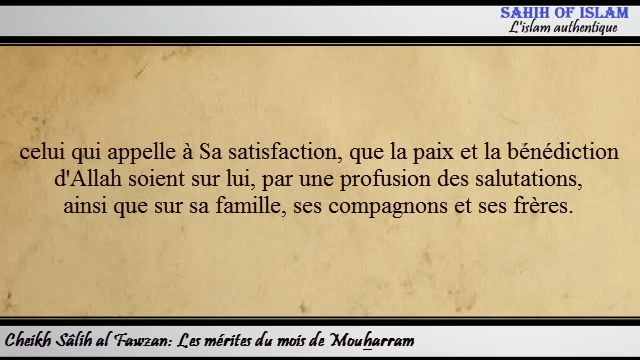 SAHIH OF ISLAM
L'islam authentique
celui qui appelle à Sa satisfaction, que la paix et la bénédiction
d'Allah soient sur lui, par une profusion des salutations,
ainsi que sur sa famille, ses compagnons et ses frères.
Cheikh Sâlih al Fawzan: Les mérites du mois de Mouẖarram